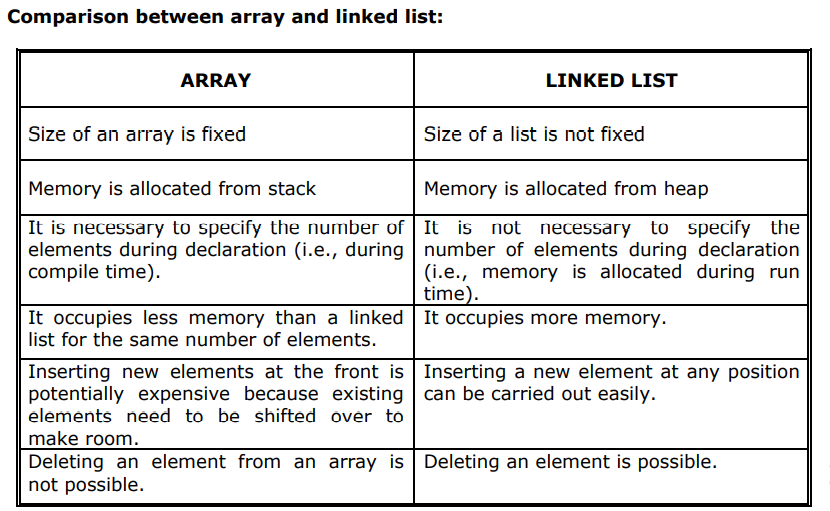 Comparison between array and linked list:
ARRAY
LINKED LIST
Size of an array is fixed
Size of a list is not fixed
Memory is allocated from stack
Memory is allocated from heap
It is necessary to specify the number of
elements during declaration (i.e., during
compile time).
It is not necessary to specify the
number of elements during declaration
(i.e., memory is allocated during run
time).
It occupies less memory than a linked
list for the same number of elements.
It occupies more memory.
Inserting new elements at the front is
potentially expensive because existing
elements need to be shifted over to
make room.
Inserting a new element at any position
can be carried out easily.
Deleting an element from an array is
not possible.
Deleting an element is possible.